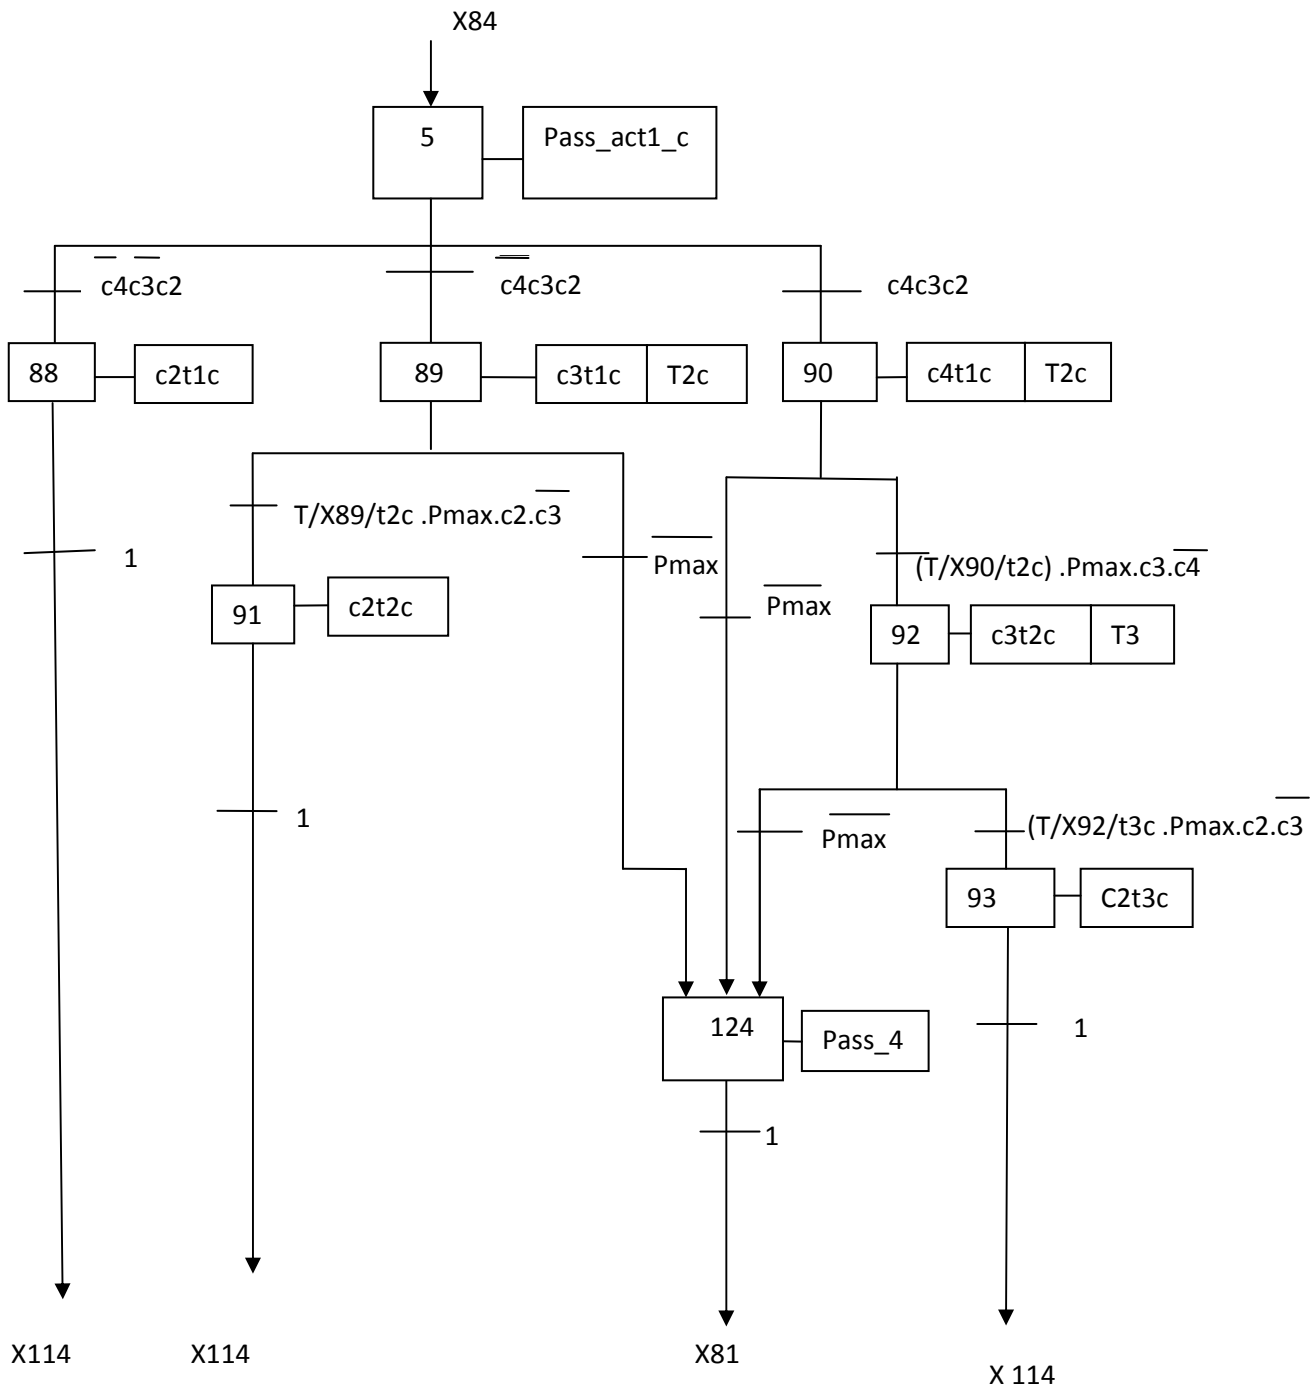 X84
5
Pass_act1_c
c4c3c2
c4c3c2
c4c3c2
88
c2t1c
89
c3t1c
T2c
90
c4t1c
T2c
T/X89/t2c .Pmax.c2.c3
1
Pmax
(T/X90/t2c) .Pmax.c3.c4
91
c2t2c
Pmax
92
c3t2c
T3
1
Pmax
(T/X92/t3c .Pmax.c2.c3
93
C2t3c
124
Pass_4
1
1
X114
X114
X81
X 114